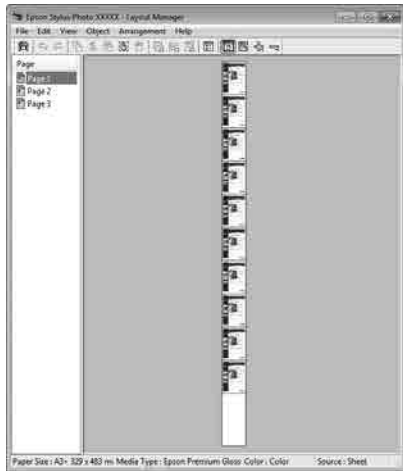 Epson Stylus Photo XXXXX - Layout Manager
File Edit View Object Arrangement Help
Page
Page 1
Page 2
Page 3
Paper Size : A3+ 329 x 483 mi Media Type : Epson Premium Gloss Color : Color Source : Sheet